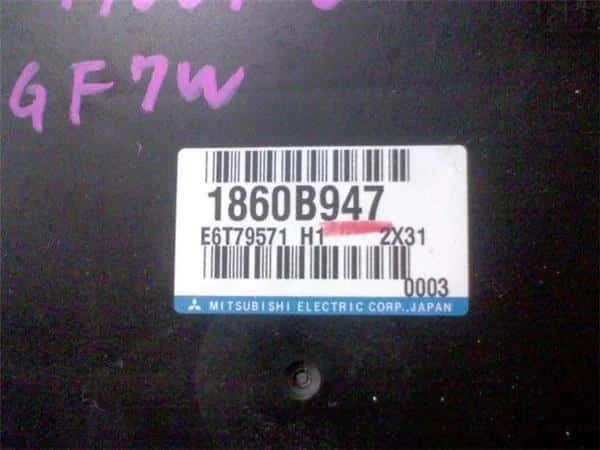 GF7W
1860B947
E6T79571 H1 2X31
0003
MITSUBISHI ELECTRIC CORP.,JAPAN